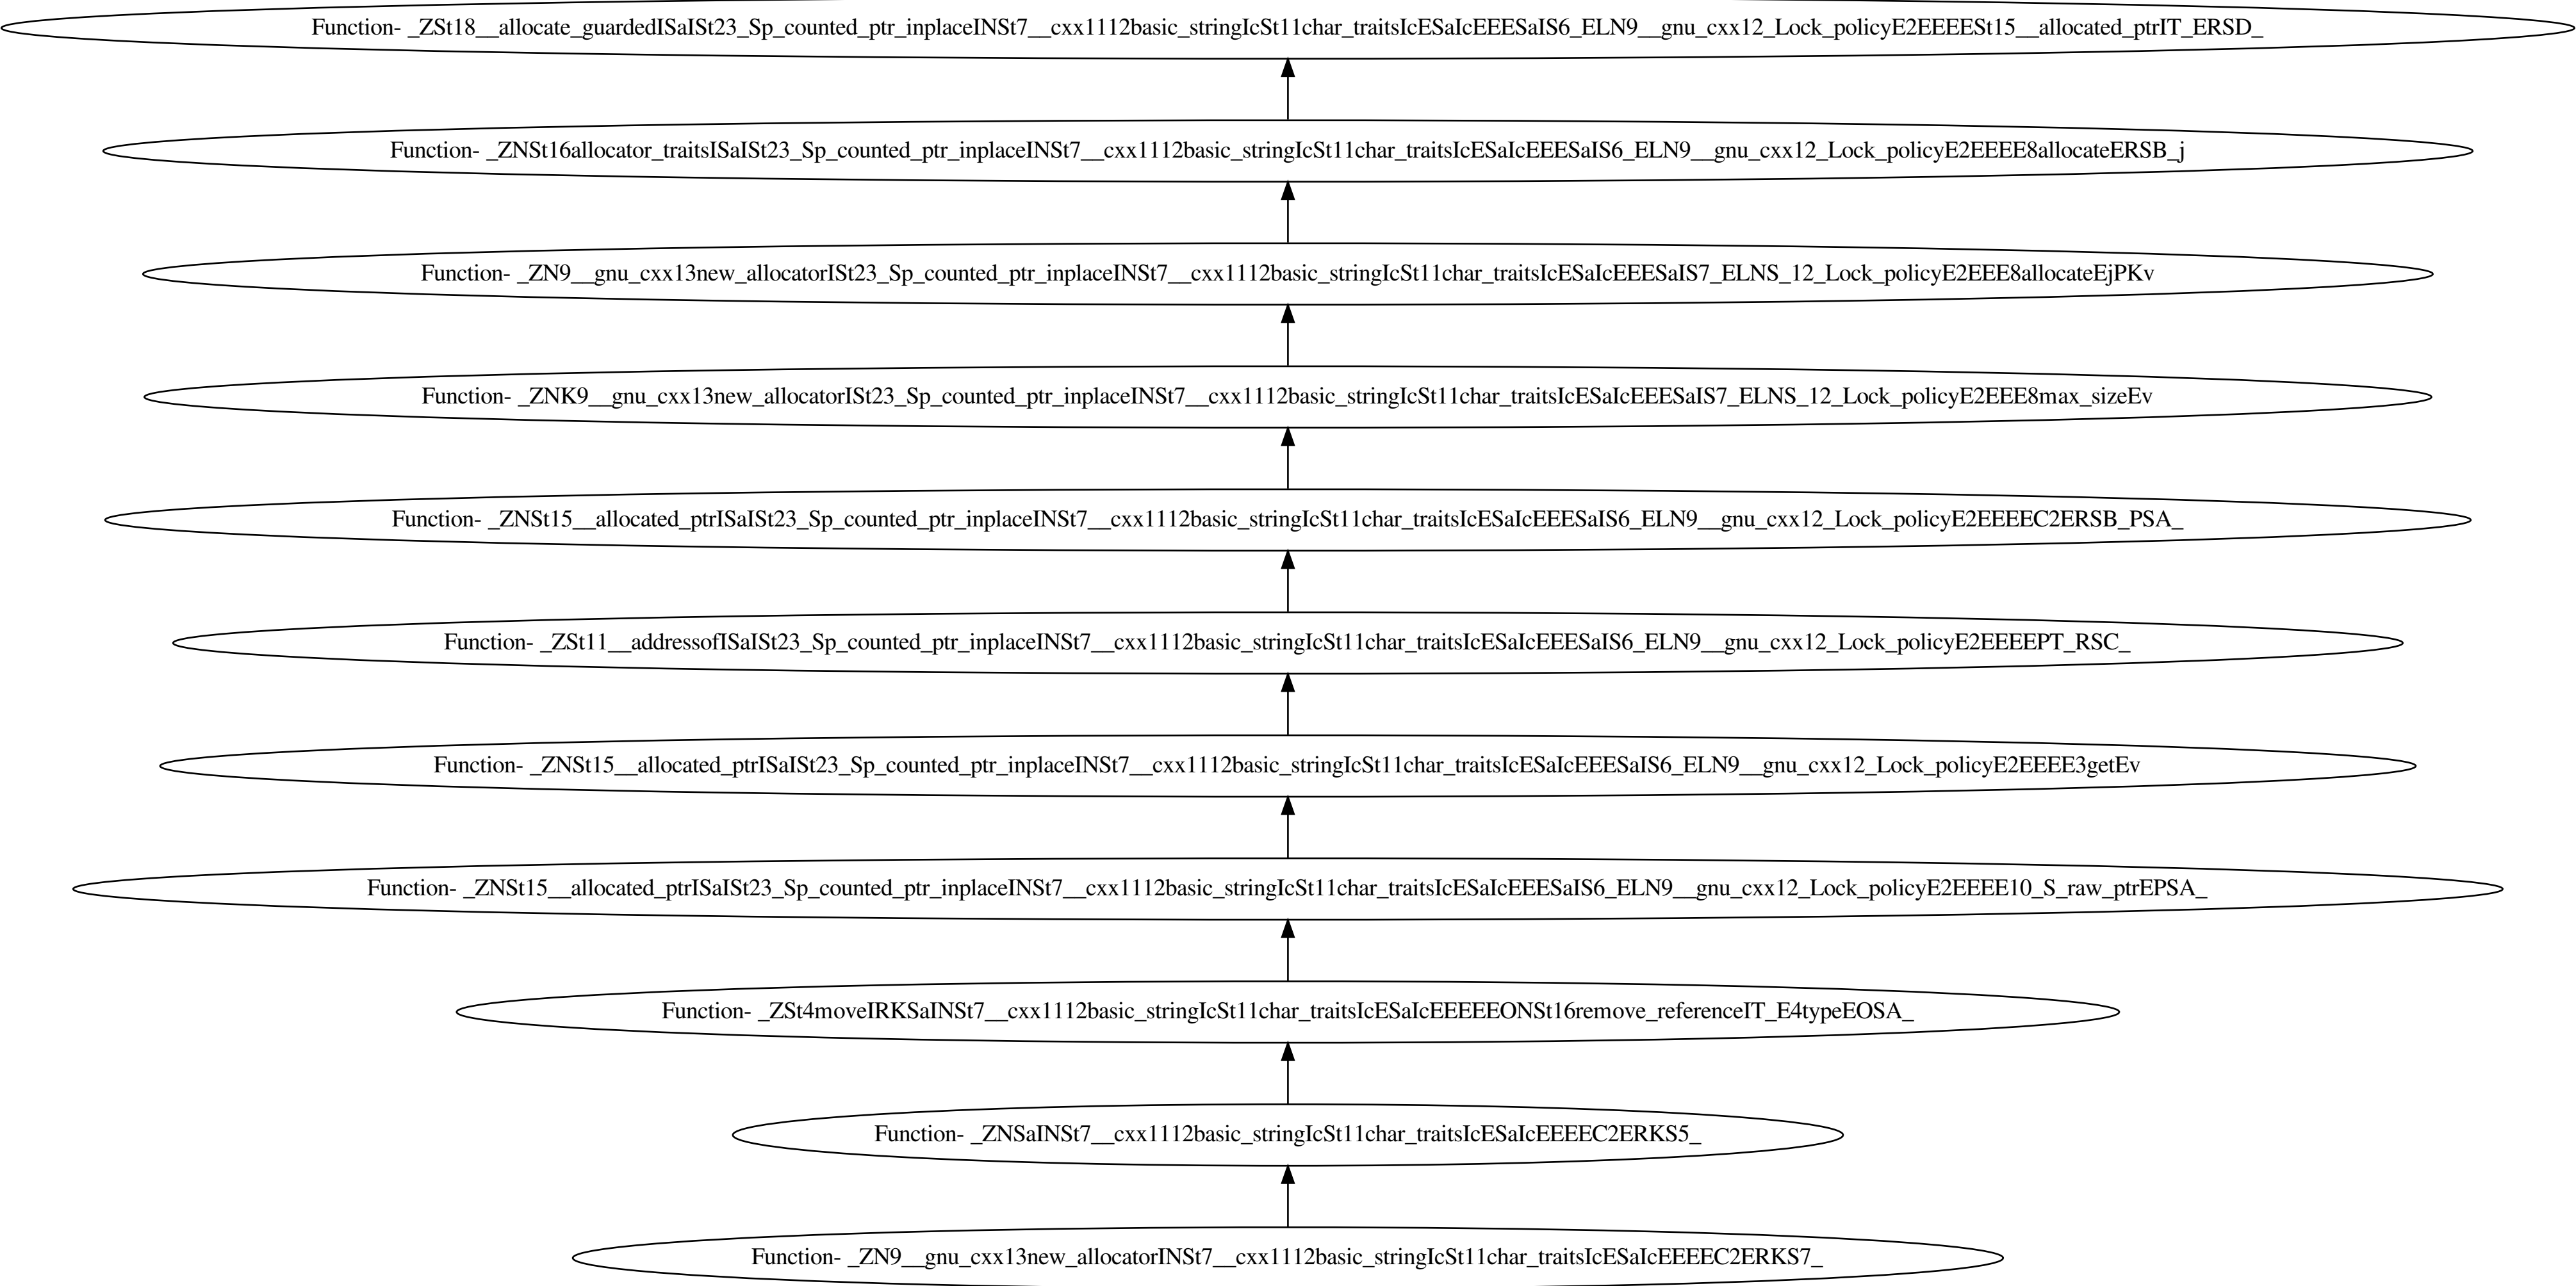 Function- _ZSt18__allocate_guardedISaISt23_Sp_counted_ptr_inplaceINSt7__cxx1112basic_stringIcSt11char_traitsIcESaIcEEESaIS6_ELN9__gnu_cxx12_Lock_policyE2EEEESt15__allocated_ptrIT_ERSD_
Function- _ZNSt16allocator_traitsISaISt23_Sp_counted_ptr_inplaceINSt7__cxx1112basic_stringIcSt11char_traitsIcESaIcEEESaIS6_ELN9__gnu_cxx12_Lock_policyE2EEEE8allocateERSB_j
Function- _ZN9__gnu_cxx13new_allocatorISt23_Sp_counted_ptr_inplaceINSt7__cxx1112basic_stringIcSt11char_traitsIcESaIcEEESaIS7_ELNS_12_Lock_policyE2EEE8allocateEjPKv
Function- _ZNK9__gnu_cxx13new_allocatorISt23_Sp_counted_ptr_inplaceINSt7__cxx1112basic_stringIcSt11char_traitsIcESaIcEEESaIS7_ELNS_12_Lock_policyE2EEE8max_sizeEv
Function- _ZNSt15__allocated_ptrISaISt23_Sp_counted_ptr_inplaceINSt7__cxx1112basic_stringIcSt11char_traitsIcESaIcEEESaIS6_ELN9__gnu_cxx12_Lock_policyE2EEEEC2ERSB_PSA_
Function- _ZSt11__addressofISaISt23_Sp_counted_ptr_inplaceINSt7__cxx1112basic_stringIcSt11char_traitsIcESaIcEEESaIS6_ELN9__gnu_cxx12_Lock_policyE2EEEEPT_RSC_
Function- _ZNSt15__allocated_ptrISaISt23_Sp_counted_ptr_inplaceINSt7__cxx1112basic_stringIcSt11char_traitsIcESaIcEEESaIS6_ELN9__gnu_cxx12_Lock_policyE2EEEE3getEv
Function- _ZNSt15__allocated_ptrISaISt23_Sp_counted_ptr_inplaceINSt7__cxx1112basic_stringIcSt11char_traitsIcESaIcEEESaIS6_ELN9__gnu_cxx12_Lock_policyE2EEEE10_S_raw_ptrEPSA_
Function- _ZSt4moveIRKSaINSt7__cxx1112basic_stringIcSt11char_traitsIcESaIcEEEEEONSt16remove_referenceIT_E4typeEOSA_
Function- _ZNSaINSt7__cxx1112basic_stringIcSt11char_traitsIcESaIcEEEEC2ERKS5_
Function- _ZN9__gnu_cxx13new_allocatorINSt7__cxx1112basic_stringIcSt11char_traitsIcESaIcEEEEC2ERKS7_